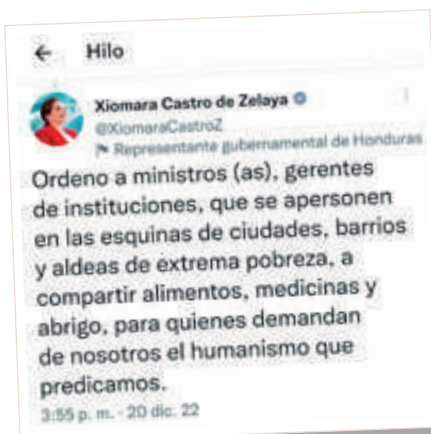 Hilo
Xiomara Castro de Zelaya
@XiomaraCastroZ
Representante gubernamental de Honduras
Ordeno a ministros (as), gerentes
de instituciones, que se apersonen
en las esquinas de ciudades, barrios
y aldeas de extrema pobreza, a
compartir alimentos, medicinas y
abrigo, para quienes demandan
de nosotros el humanismo que
predicamos.
3:55 p. m. · 20 dic. 22